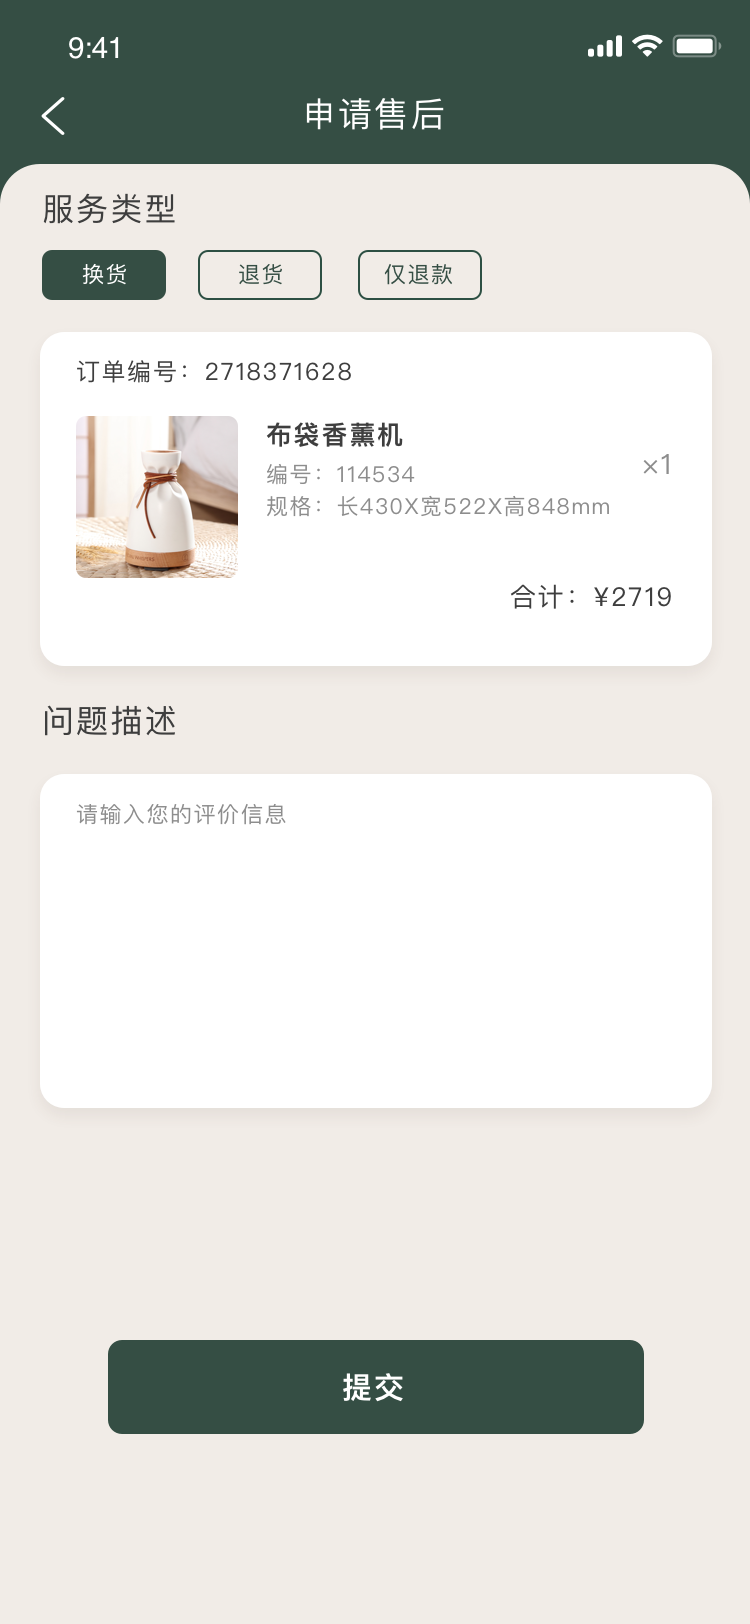 9:41
申请售后
服务类型
换货
退货
仅退款
订单编号：2718371628
布袋香薰机
编号：114534
×1
规格：长430X宽522X高848mm
合计：¥2719
问题描述
请输入您的评价信息
提交